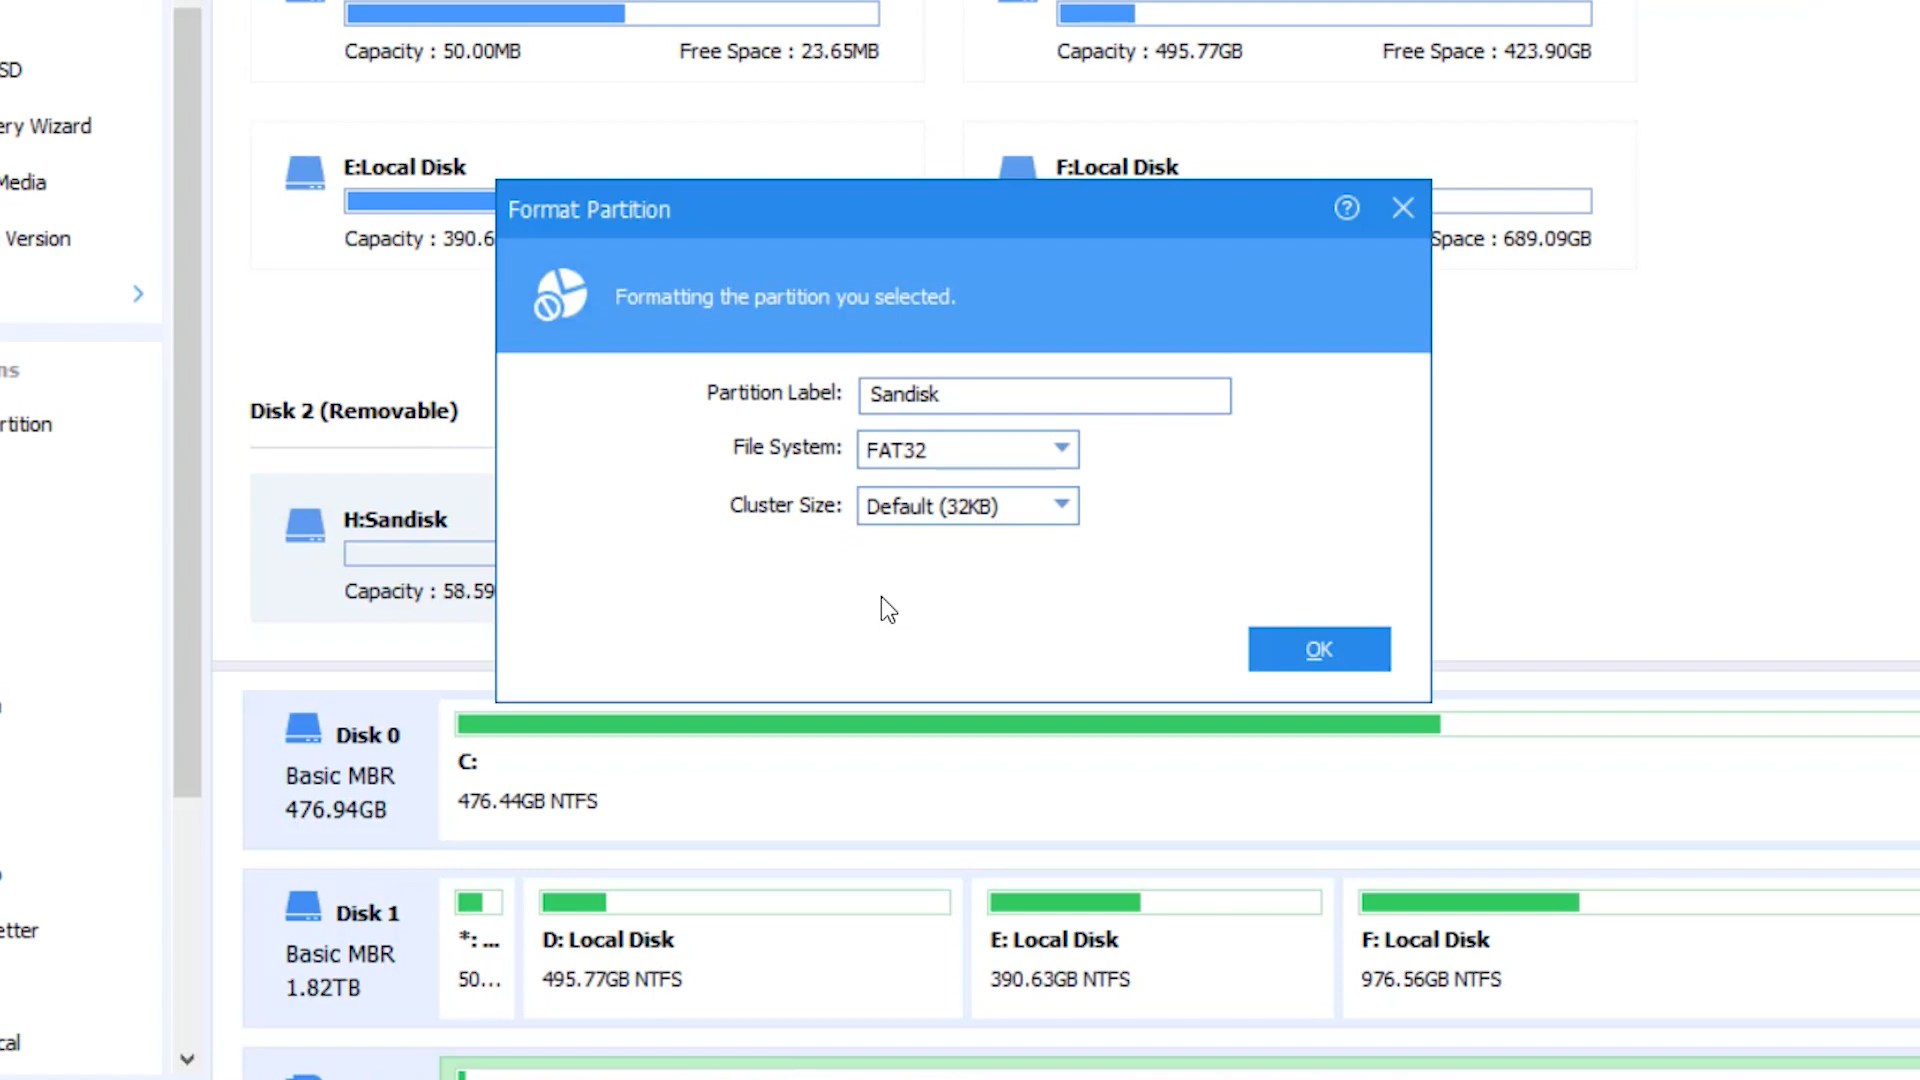 SD
ery Wizard
Media
Version
ns
rtition
etter
cal
Capacity : 50.00MB Free Space : 23.65MB
Capacity : 495.77GB Free Space : 423.90GB
E:Local Disk
Capacity : 390.6
F:Local Disk
Space : 689.09GB
Disk 2 (Removable)
H:Sandisk
Capacity : 58.59
Format Partition
?
Formatting the partition you selected.
Partition Label: Sandisk
File System: FAT32
Cluster Size: Default (32KB)
OK
Disk 0
Basic MBR
476.94GB
C:
476.44GB NTFS
Disk 1
Basic MBR
1.82TB
*: ...
50...
D: Local Disk
495.77GB NTFS
E: Local Disk
390.63GB NTFS
F: Local Disk
976.56GB NTFS